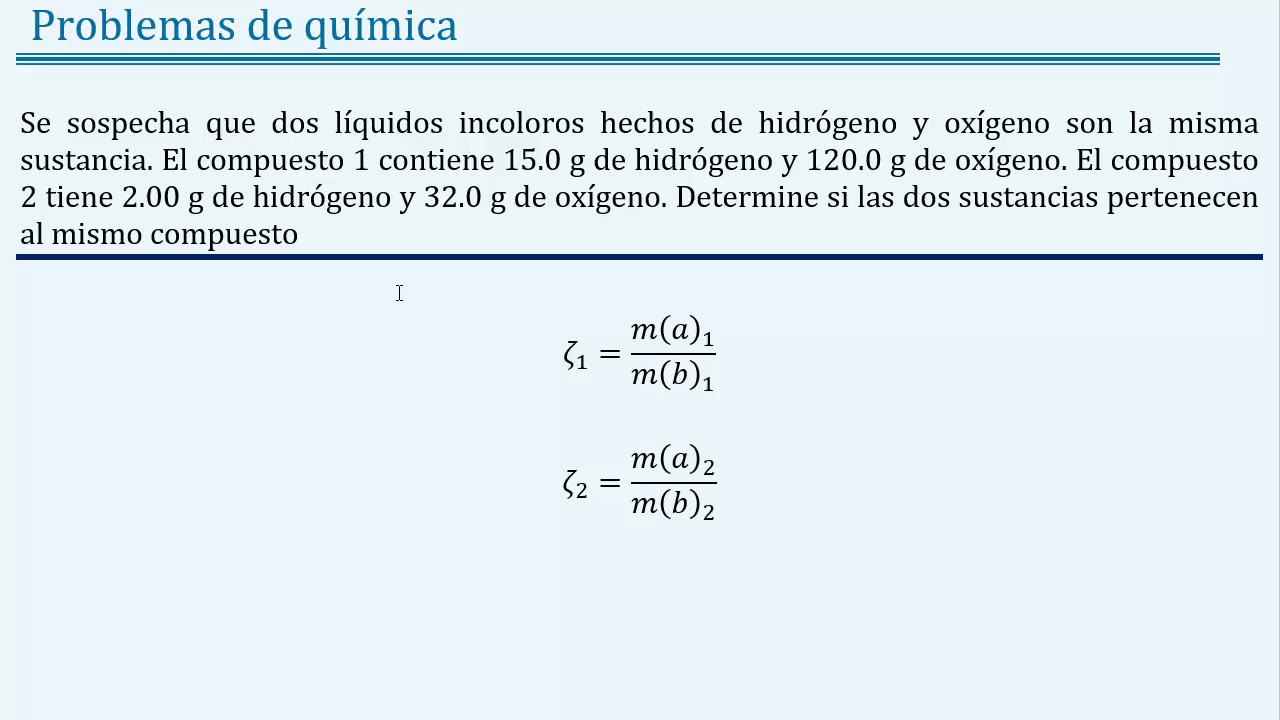 Problemas de química
Se sospecha que dos líquidos incoloros hechos de hidrógeno y oxígeno son la misma
sustancia. El compuesto 1 contiene 15.0 g de hidrógeno y 120.0 g de oxígeno. El compuesto
2 tiene 2.00 g de hidrógeno y 32.0 g de oxígeno. Determine si las dos sustancias pertenecen
al mismo compuesto
ζ₁ = m(a)₁ / m(b)₁
ζ₂ = m(a)₂ / m(b)₂